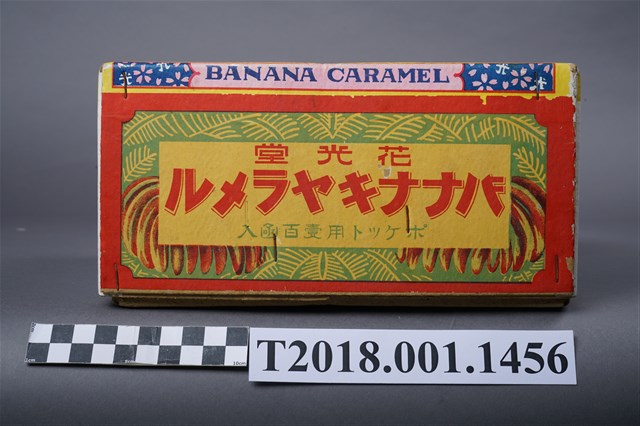 BANANA CARAMEL
花光堂
バナナキヤラメル
ポケット用壹百函入
T2018.001.1456